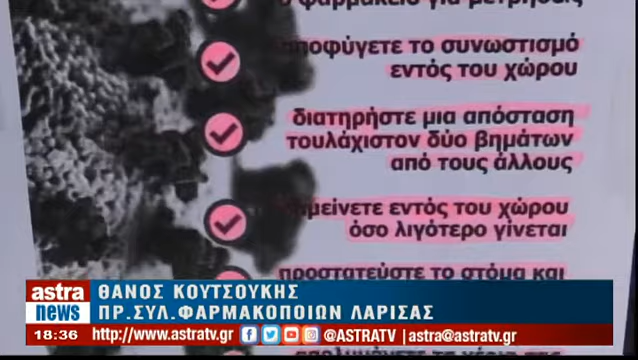 ο φαρμακείο για μετρήσεις
αποφύγετε το συνωστισμό
εντός του χώρου
διατηρήστε μια απόσταση
τουλάχιστον δύο βημάτων
από τους άλλους
μείνετε εντός του χώρου
όσο λιγότερο γίνεται
προστατεύστε το στόμα και
astra
news
18:36
ΘΑΝΟΣ ΚΟΥΤΣΟΥΚΗΣ
ΠΡ.ΣΥΛ.ΦΑΡΜΑΚΟΠΟΙΩΝ ΛΑΡΙΣΑΣ
http://www.astratv.gr @ASTRATV | astra@astratv.gr